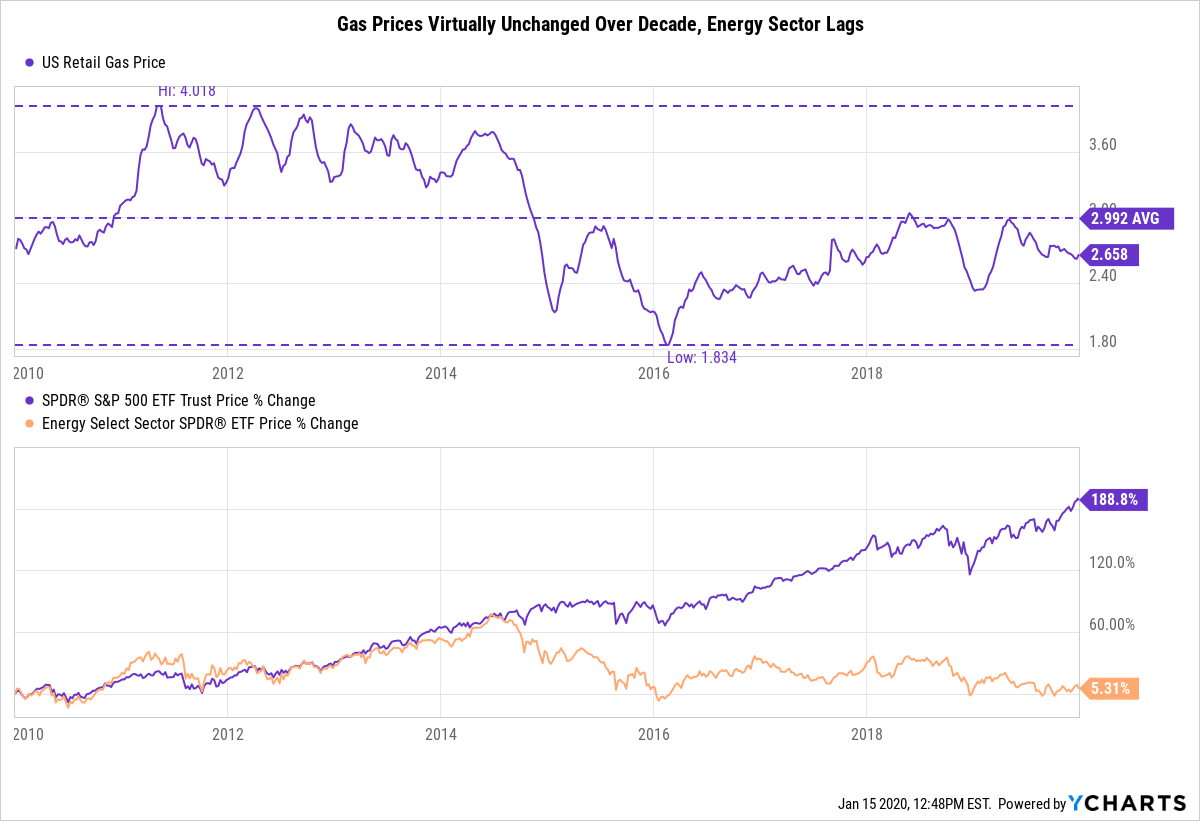 Gas Prices Virtually Unchanged Over Decade, Energy Sector Lags
US Retail Gas Price
Hi: 4.018
3.60
3.00
2.992 AVG
2.658
2.40
1.80
Low: 1.834
2010 2012 2014 2016 2018
SPDR® S&P 500 ETF Trust Price % Change
Energy Select Sector SPDR® ETF Price % Change
188.8%
120.0%
60.00%
5.31%
2010 2012 2014 2016 2018
Jan 15 2020, 12:48PM EST. Powered by YCHARTS